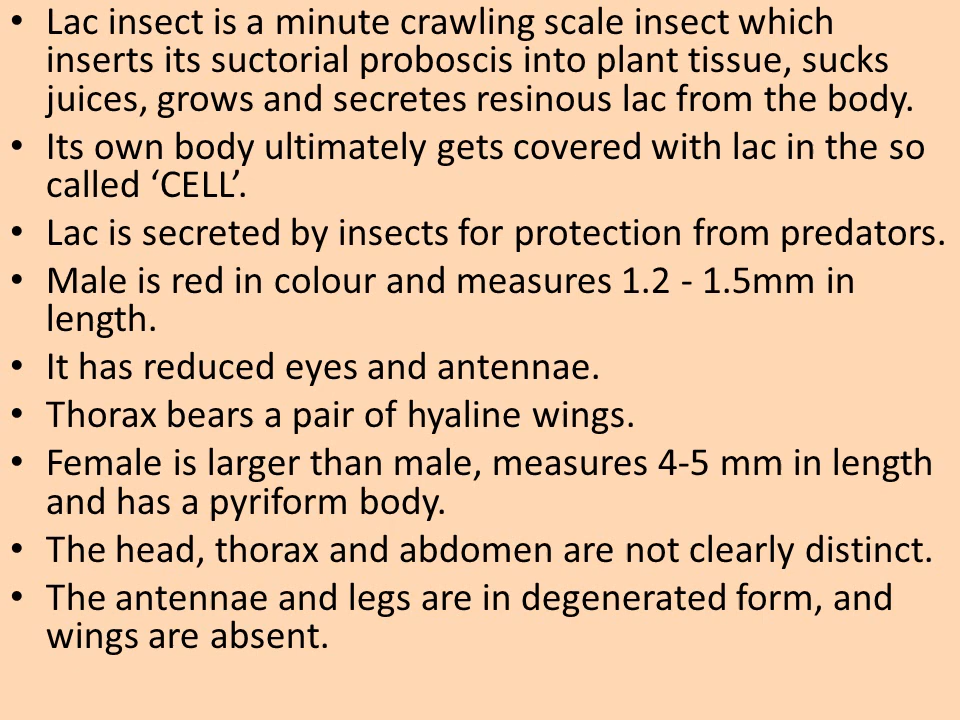 • Lac insect is a minute crawling scale insect which
inserts its suctorial proboscis into plant tissue, sucks
juices, grows and secretes resinous lac from the body.
• Its own body ultimately gets covered with lac in the so
called ‘CELL’.
• Lac is secreted by insects for protection from predators.
• Male is red in colour and measures 1.2 - 1.5mm in
length.
• It has reduced eyes and antennae.
• Thorax bears a pair of hyaline wings.
• Female is larger than male, measures 4-5 mm in length
and has a pyriform body.
• The head, thorax and abdomen are not clearly distinct.
• The antennae and legs are in degenerated form, and
wings are absent.